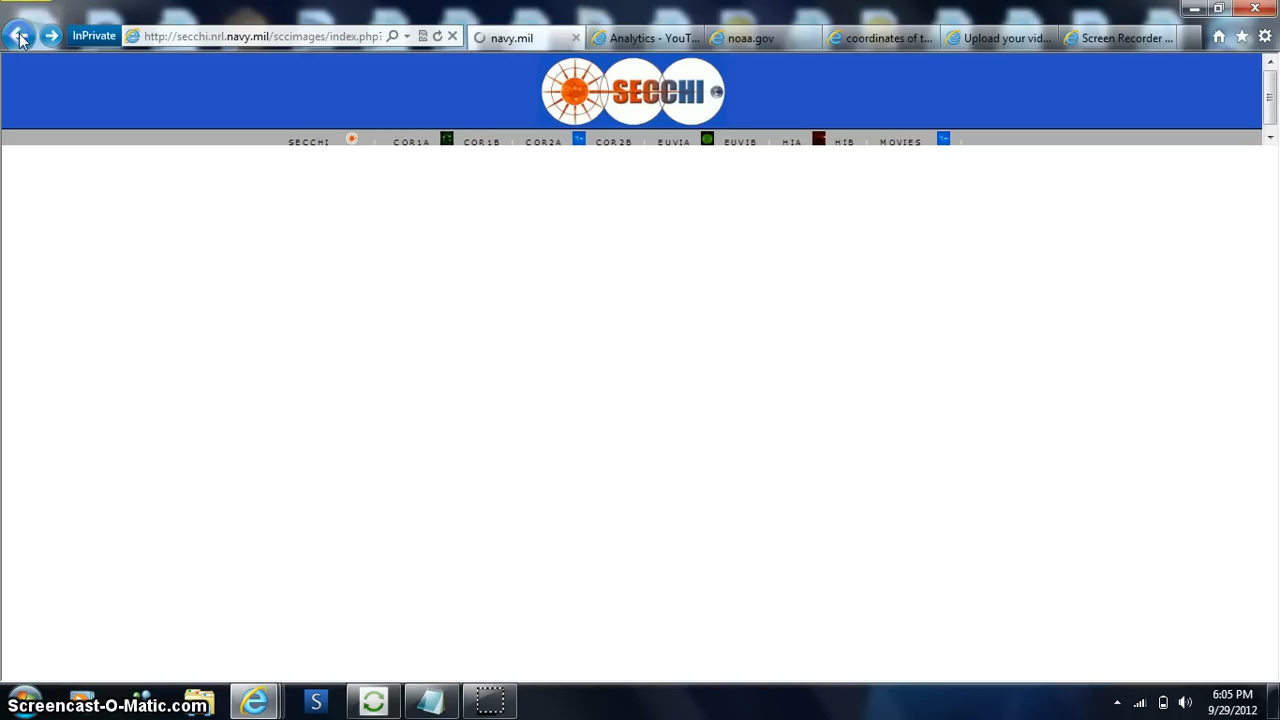 InPrivate http://secchi.nrl.navy.mil/sccimages/index.php? navy.mil Analytics - YouT... noaa.gov coordinates of t... Upload your vid... Screen Recorder ...
SECCHI
SECCHI COR1A COR1B COR2A COR2B EUVIA EUVIB HIA HIB MOVIES
Screencast-O-Matic.com
S
6:05 PM
9/29/2012